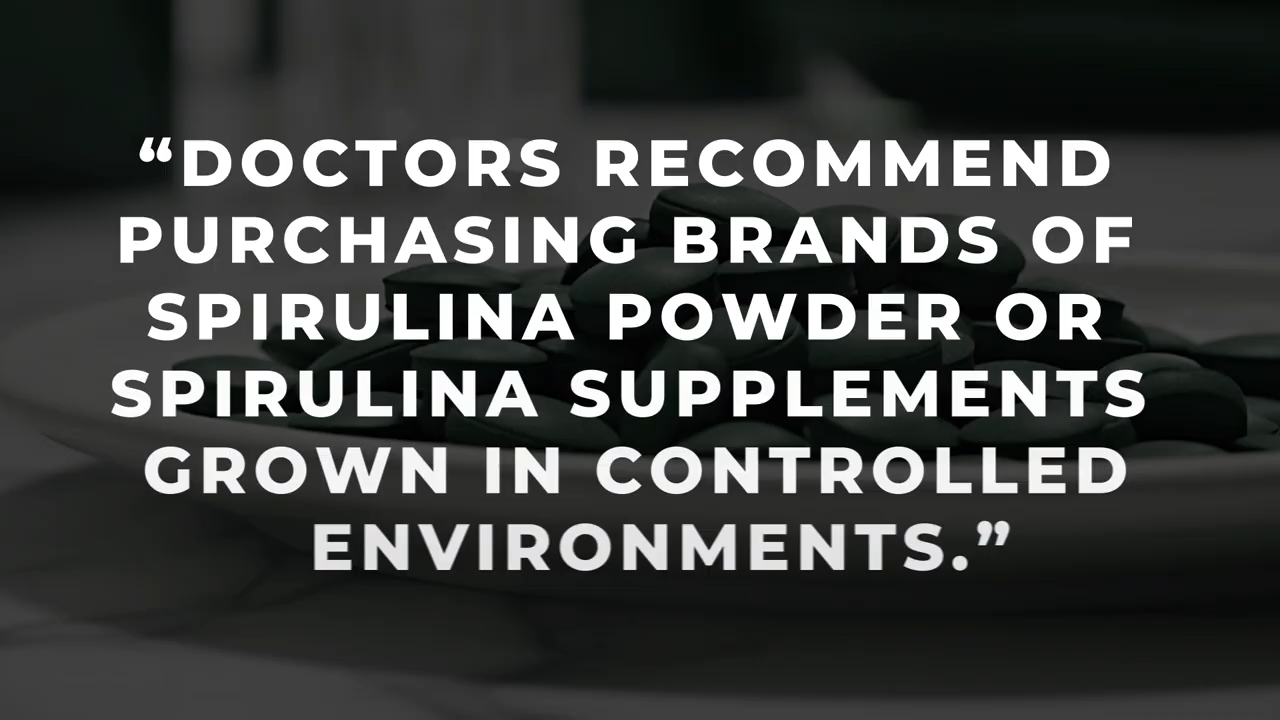 “DOCTORS RECOMMEND
PURCHASING BRANDS OF
SPIRULINA POWDER OR
SPIRULINA SUPPLEMENTS
GROWN IN CONTROLLED
ENVIRONMENTS.”